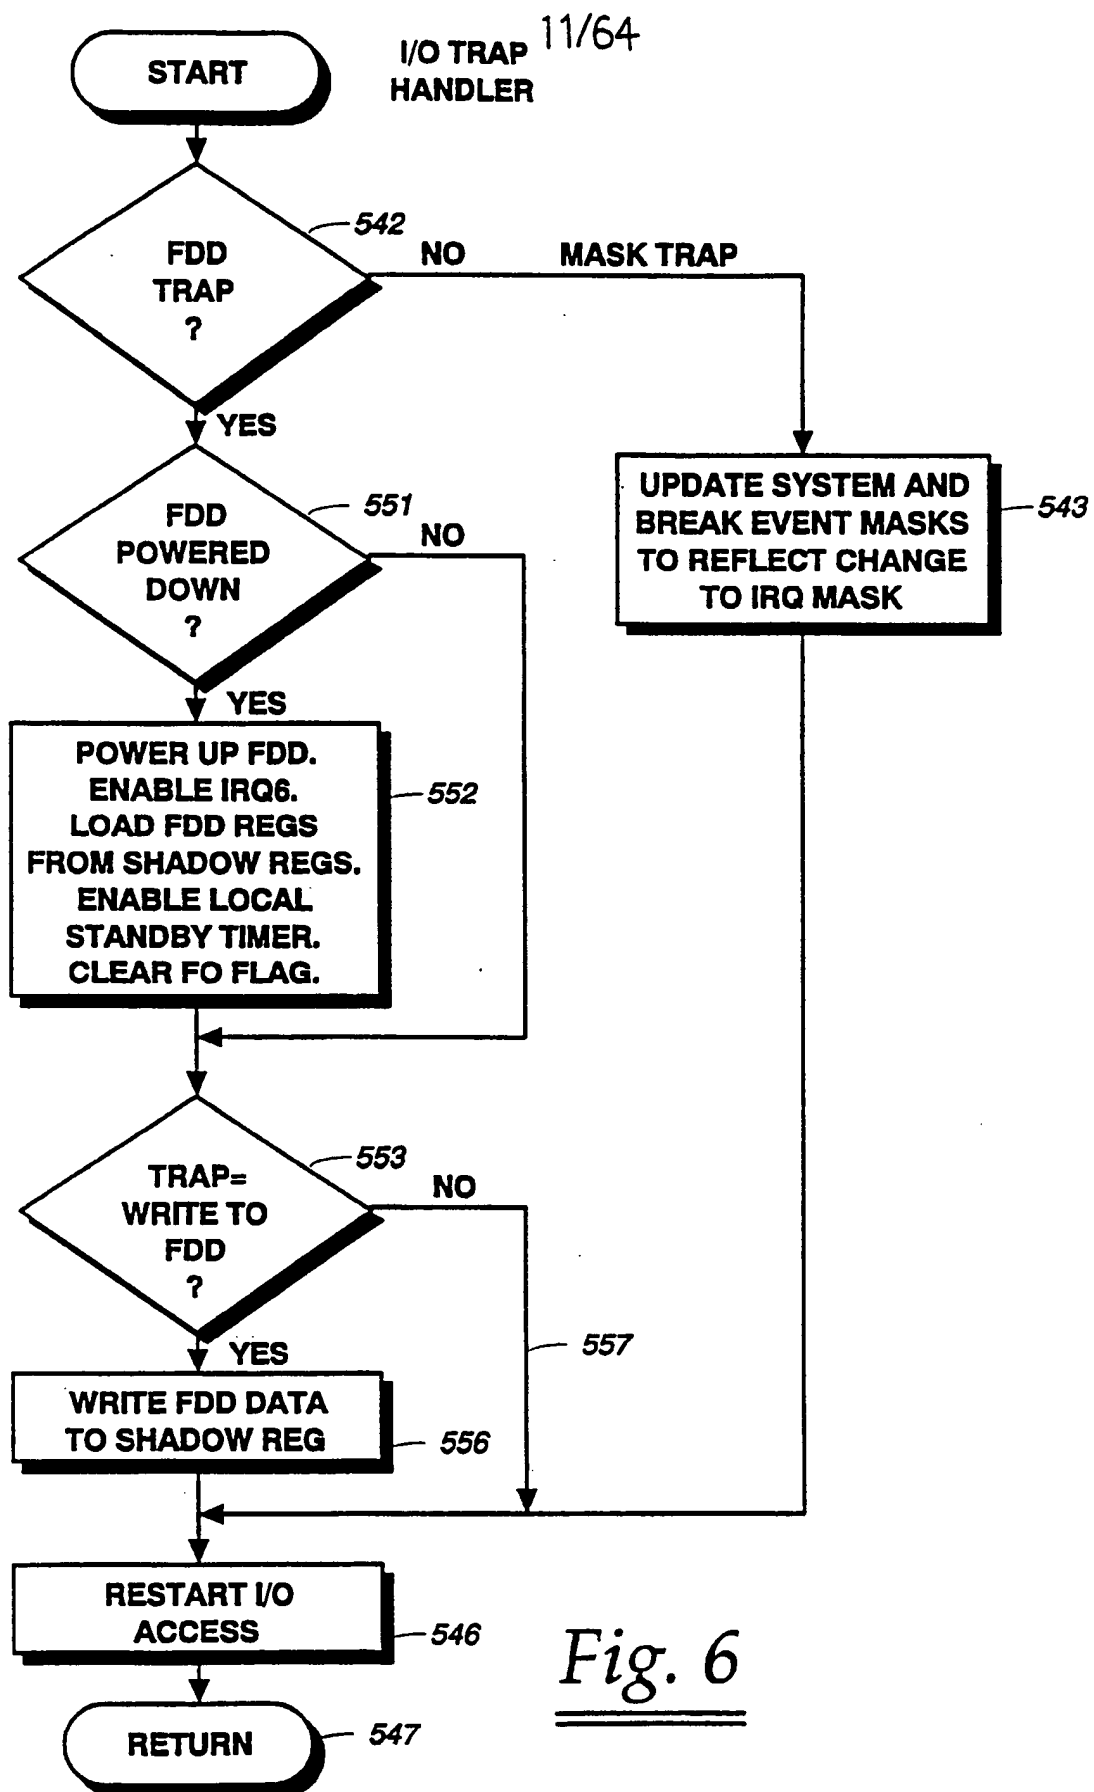 11/64
START
I/O TRAP
HANDLER
542
FDD
TRAP
?
NO
MASK TRAP
YES
551
FDD
POWERED
DOWN
?
NO
UPDATE SYSTEM AND
BREAK EVENT MASKS
TO REFLECT CHANGE
TO IRQ MASK
543
YES
POWER UP FDD.
ENABLE IRQ6.
LOAD FDD REGS
FROM SHADOW REGS.
ENABLE LOCAL
STANDBY TIMER.
CLEAR FO FLAG.
552
553
TRAP=
WRITE TO
FDD
?
NO
557
YES
WRITE FDD DATA
TO SHADOW REG
556
RESTART I/O
ACCESS
546
RETURN
547
Fig. 6